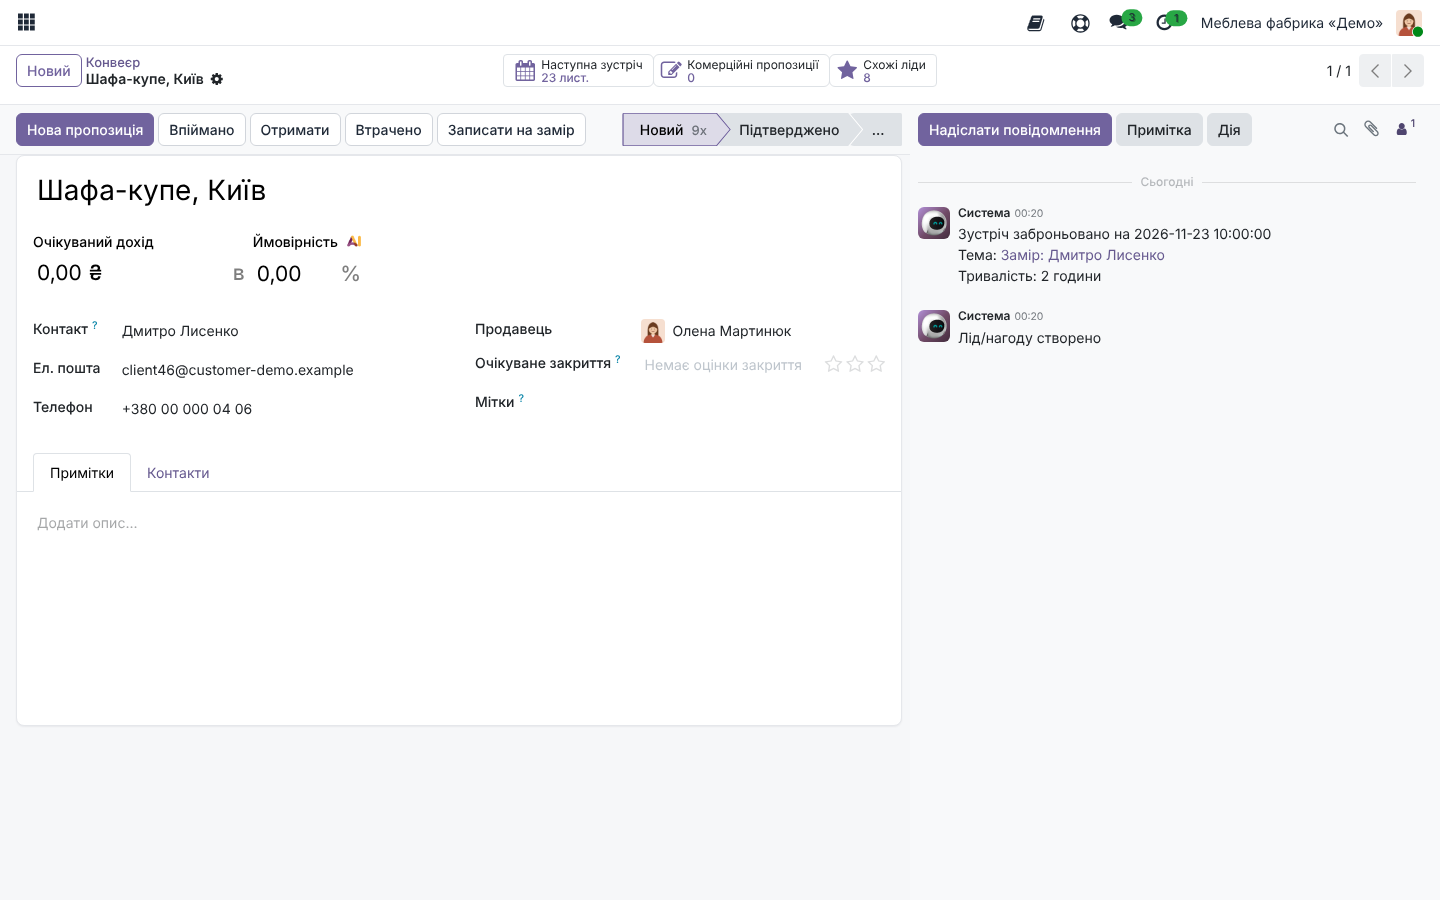 3
1
Меблева фабрика «Демо»
Новий
Конвеєр
Шафа-купе, Київ
Наступна зустріч
23 лист.
Комерційні пропозиції
0
Схожі ліди
8
1 / 1
Нова пропозиція
Впіймано
Отримати
Втрачено
Записати на замір
Новий 9х
Підтверджено
...
Надіслати повідомлення
Примітка
Дія
1
Шафа-купе, Київ
Очікуваний дохід
Ймовірність AI
0,00 ₴
в 0,00 %
Контакт ?
Дмитро Лисенко
Ел. пошта
client46@customer-demo.example
Телефон
+380 00 000 04 06
Продавець
Олена Мартинюк
Очікуване закриття ?
Немає оцінки закриття
Мітки ?
Примітки
Контакти
Додати опис...
Сьогодні
Система 00:20
Зустріч заброньовано на 2026-11-23 10:00:00
Тема: Замір: Дмитро Лисенко
Тривалість: 2 години
Система 00:20
Лід/нагоду створено